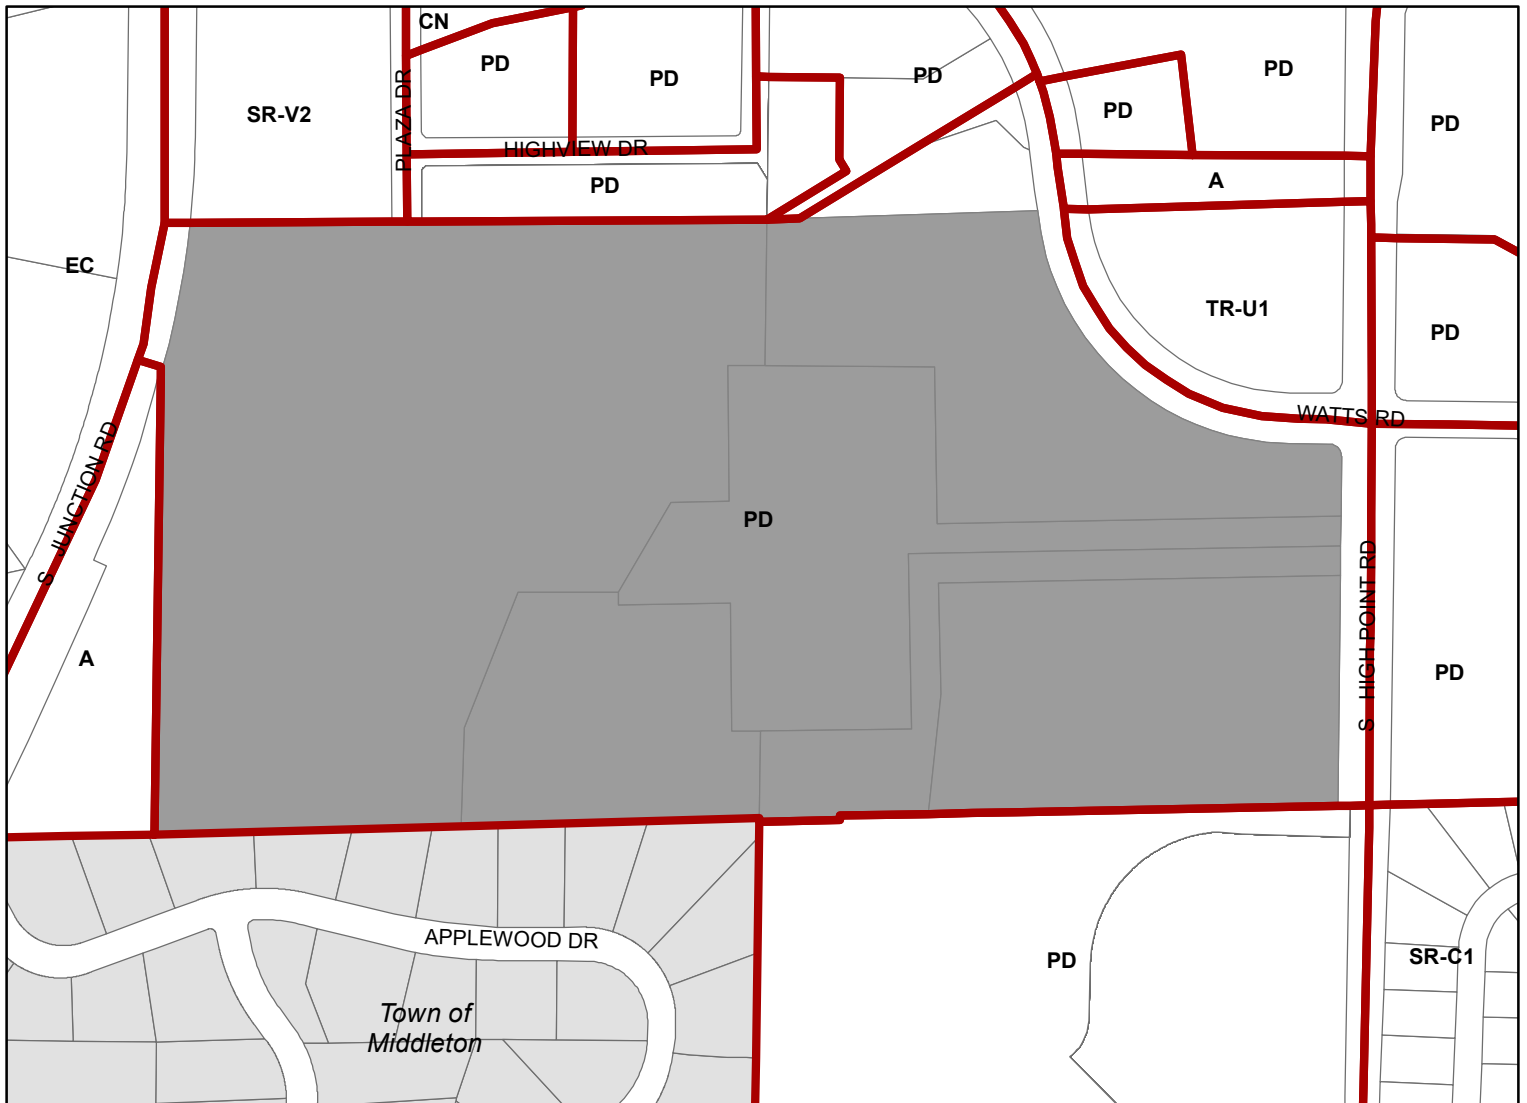 CN
PD
PD
PD
PD
PD
PD
SR-V2
PLAZA DR
HIGHVIEW DR
PD
A
EC
TR-U1
PD
WATTS RD
S JUNCTION RD
PD
S HIGH POINT RD
A
PD
APPLEWOOD DR
PD
SR-C1
Town of
Middleton